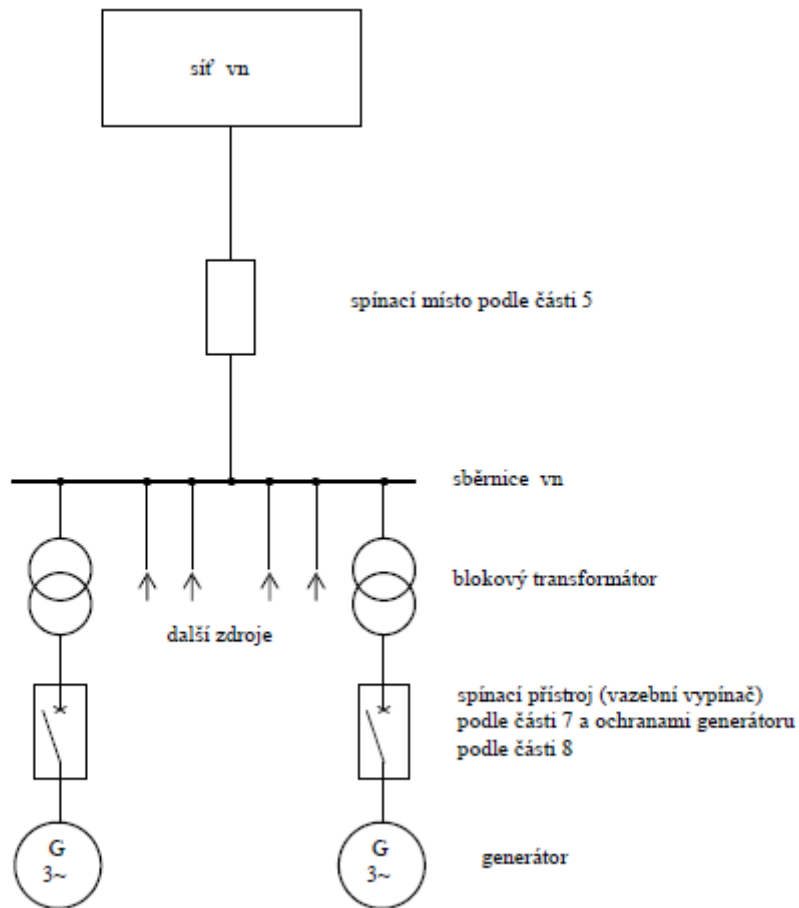 síť vn
spínací místo podle části 5
sběrnice vn
blokový transformátor
další zdroje
spínací přístroj (vazební vypínač)
podle části 7 a ochranami generátoru
podle části 8
G
3~
G
3~
generátor